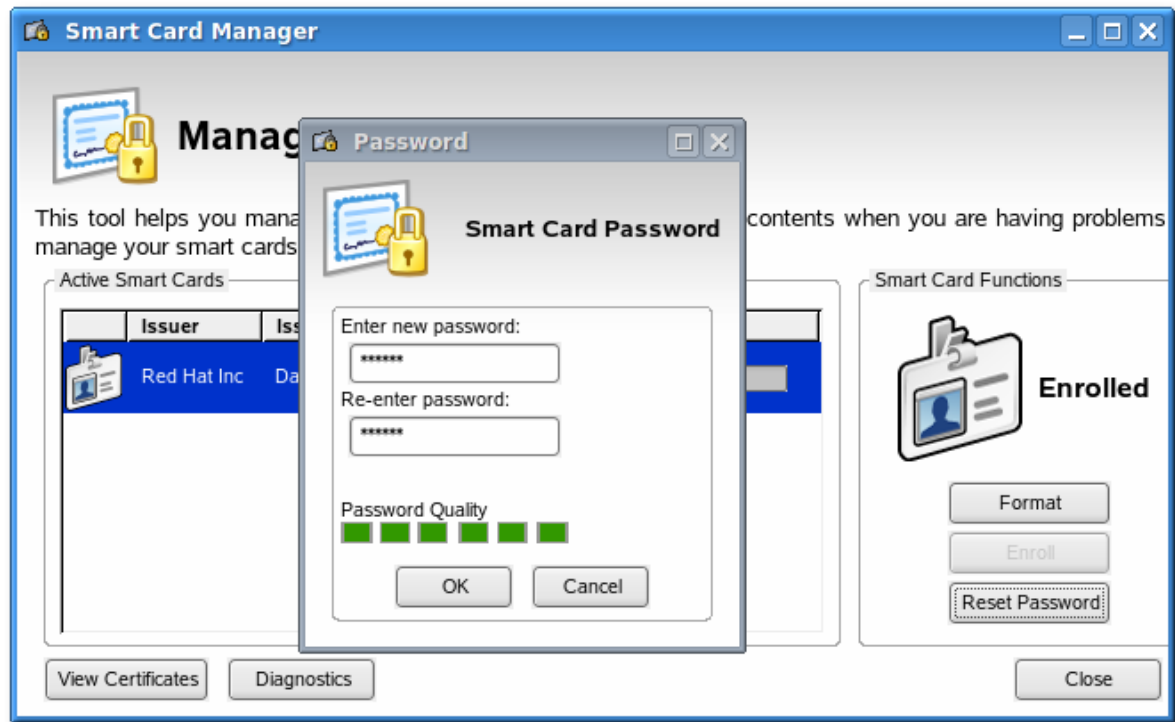 Smart Card Manager
Manag
Password
Smart Card Password
This tool helps you mana contents when you are having problems
manage your smart cards
Active Smart Cards
Smart Card Functions
Issuer Iss
Red Hat Inc Da
Enter new password:
******
Re-enter password:
******
Password Quality
OK Cancel
Enrolled
Format
Enroll
Reset Password
View Certificates Diagnostics Close